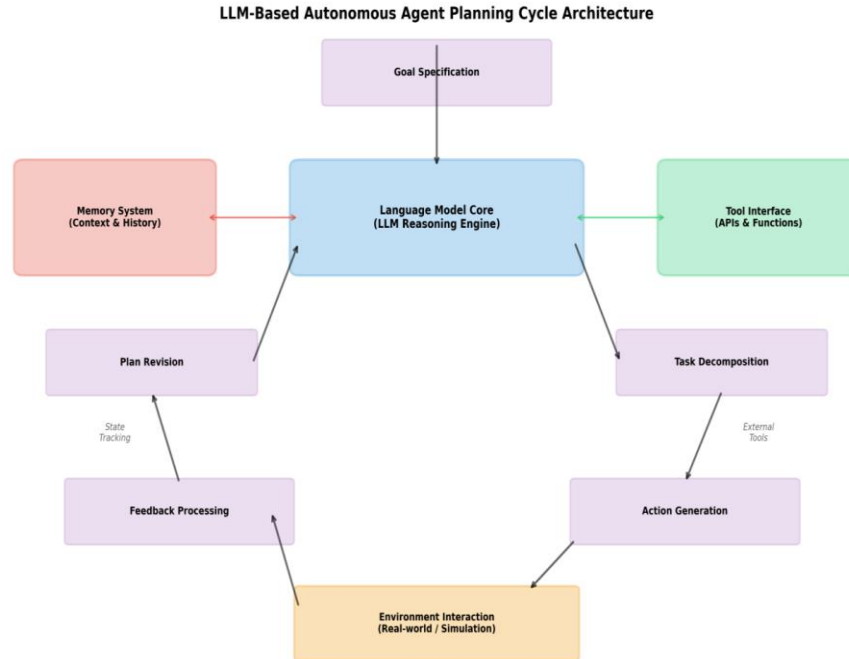 LLM-Based Autonomous Agent Planning Cycle Architecture
Goal Specification
Memory System
(Context & History)
Language Model Core
(LLM Reasoning Engine)
Tool Interface
(APIs & Functions)
Plan Revision
Task Decomposition
State
Tracking
External
Tools
Feedback Processing
Action Generation
Environment Interaction
(Real-world / Simulation)